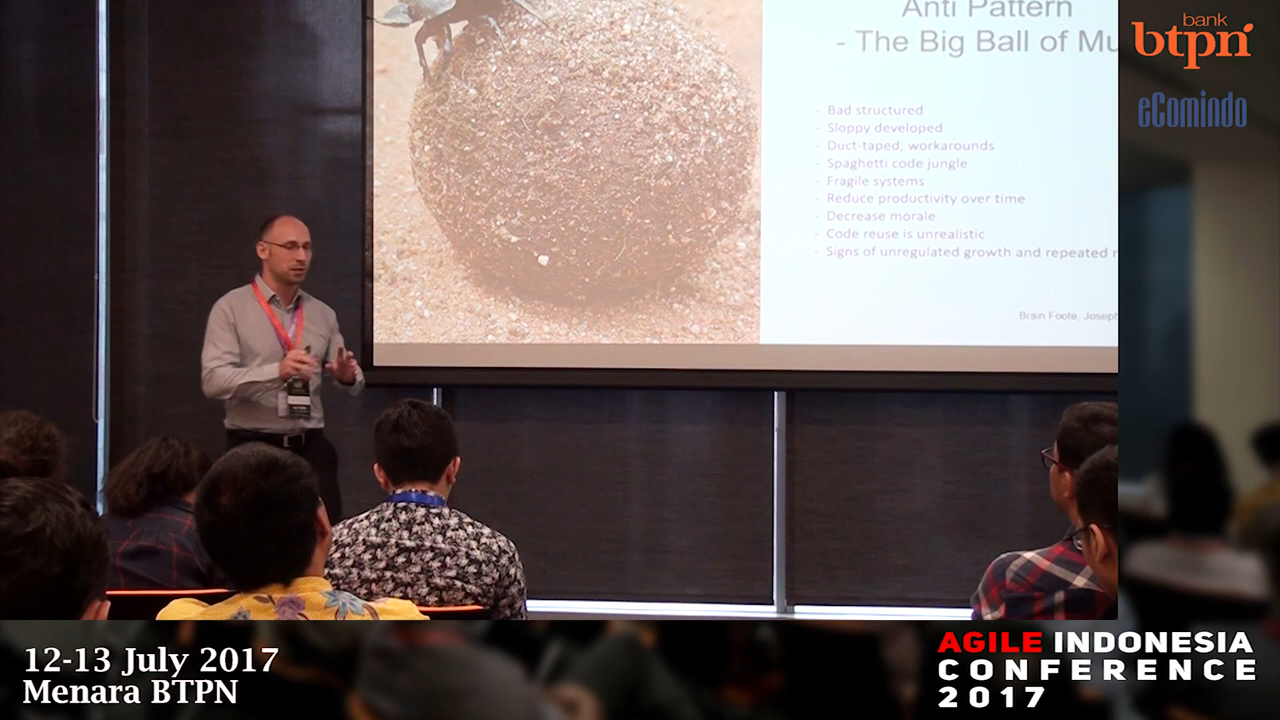 Anti Pattern
- The Big Ball of Mu
- Bad structured
- Sloppy developed
- Duct-taped, workarounds
- Spaghetti code jungle
- Fragile systems
- Reduce productivity over time
- Decrease morale
- Code reuse is unrealistic
- Signs of unregulated growth and repeated r
Brain Foote, Joseph
bank
btpn
eComindo
12-13 July 2017
Menara BTPN
AGILE INDONESIA
CONFERENCE
2017